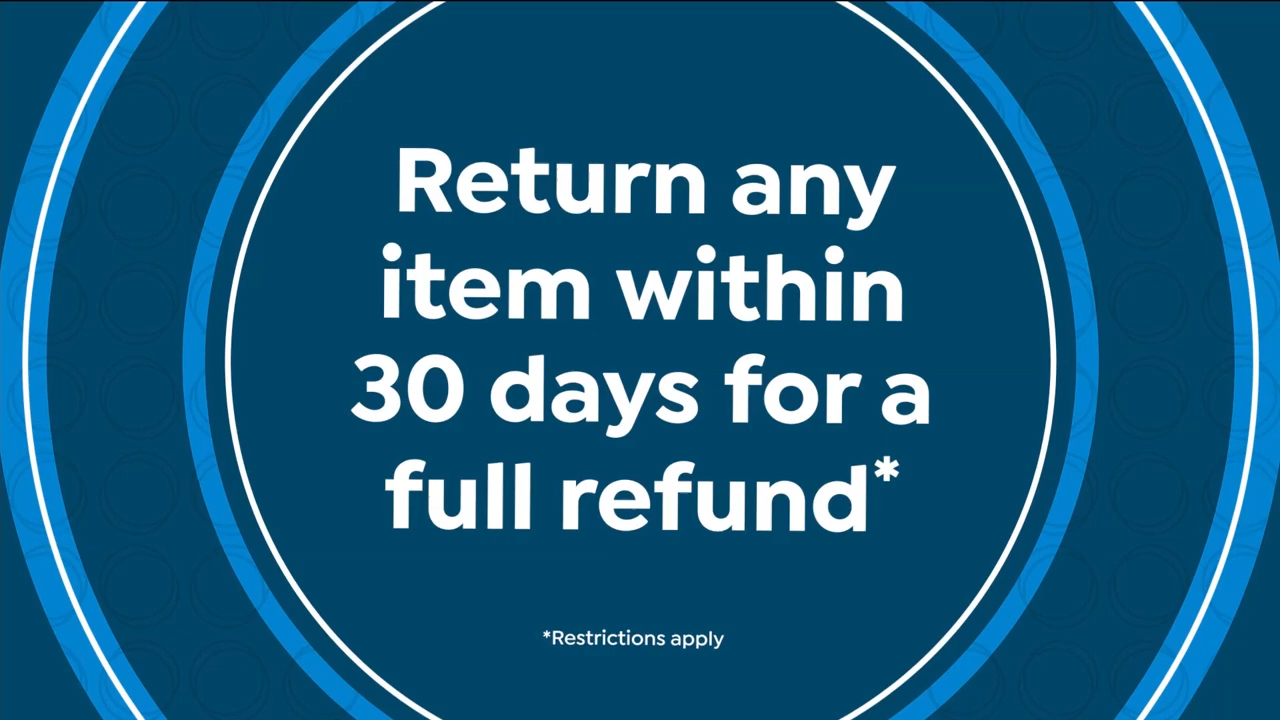 Return any
item within
30 days for a
full refund*
*Restrictions apply